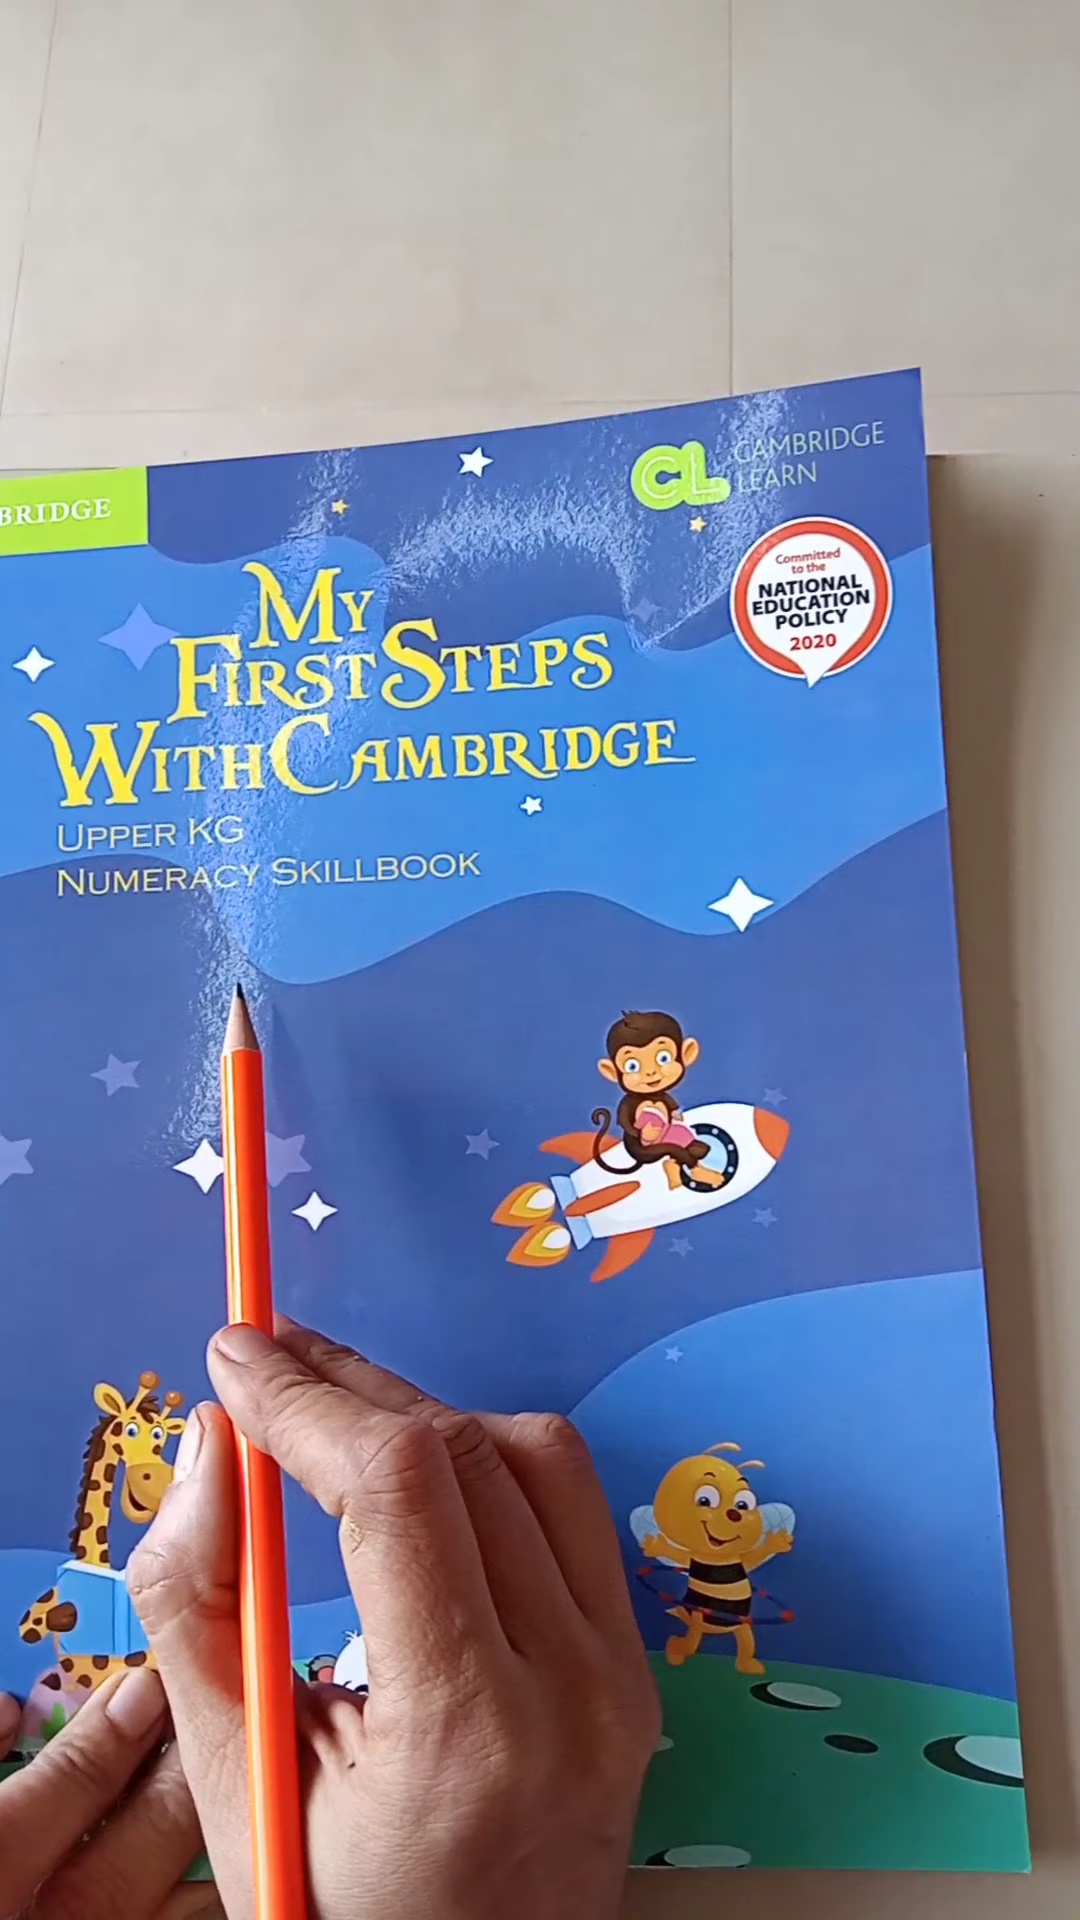 BRIDGE
CL CAMBRIDGE
LEARN
Committed
to the
NATIONAL
EDUCATION
POLICY
2020
MY
FIRST STEPS
WITH CAMBRIDGE
UPPER KG
NUMERACY SKILLBOOK